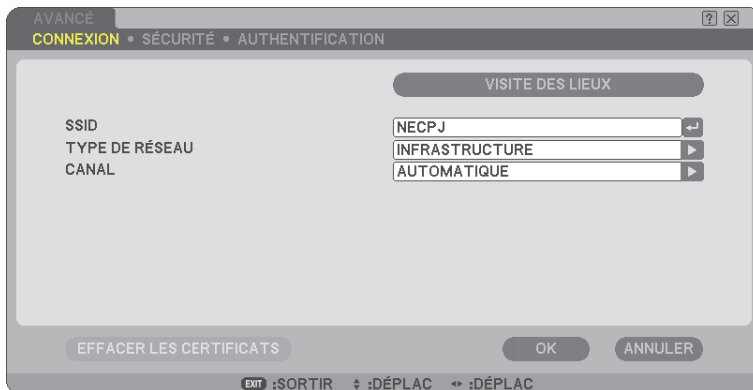 AVANCÉ
CONNEXION • SÉCURITÉ • AUTHENTIFICATION
VISITE DES LIEUX
SSID NECPJ
TYPE DE RÉSEAU INFRASTRUCTURE
CANAL AUTOMATIQUE
EFFACER LES CERTIFICATS OK ANNULER
EXIT :SORTIR :DÉPLAC :DÉPLAC